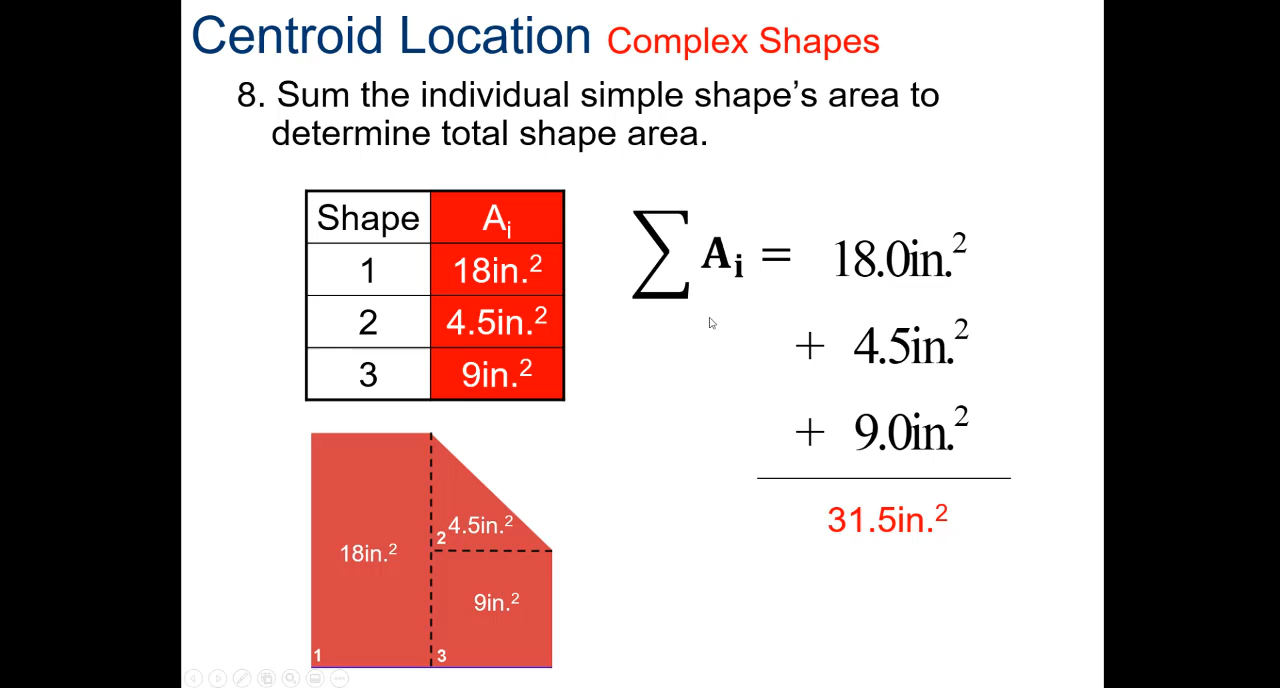 Centroid Location Complex Shapes
8. Sum the individual simple shape's area to
determine total shape area.
Shape Aᵢ
1 18in.²
2 4.5in.²
3 9in.²
∑ Aᵢ = 18.0in.²
+ 4.5in.²
+ 9.0in.²
31.5in.²
18in.²
2 4.5in.²
9in.²
1
3